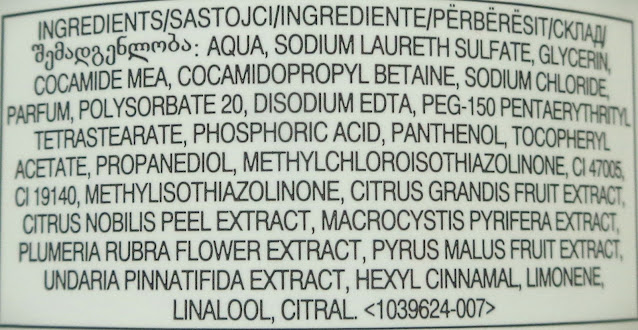 INGREDIENTS/SASTOJCI/INGREDIENTE/PËRBËRËSIT/СКЛАД/
შემადგენლობა: AQUA, SODIUM LAURETH SULFATE, GLYCERIN,
COCAMIDE MEA, COCAMIDOPROPYL BETAINE, SODIUM CHLORIDE,
PARFUM, POLYSORBATE 20, DISODIUM EDTA, PEG-150 PENTAERYTHRITYL
TETRASTEARATE, PHOSPHORIC ACID, PANTHENOL, TOCOPHERYL
ACETATE, PROPANEDIOL, METHYLCHLOROISOTHIAZOLINONE, CI 47005,
CI 19140, METHYLISOTHIAZOLINONE, CITRUS GRANDIS FRUIT EXTRACT,
CITRUS NOBILIS PEEL EXTRACT, MACROCYSTIS PYRIFERA EXTRACT,
PLUMERIA RUBRA FLOWER EXTRACT, PYRUS MALUS FRUIT EXTRACT,
UNDARIA PINNATIFIDA EXTRACT, HEXYL CINNAMAL, LIMONENE,
LINALOOL, CITRAL. <1039624-007>